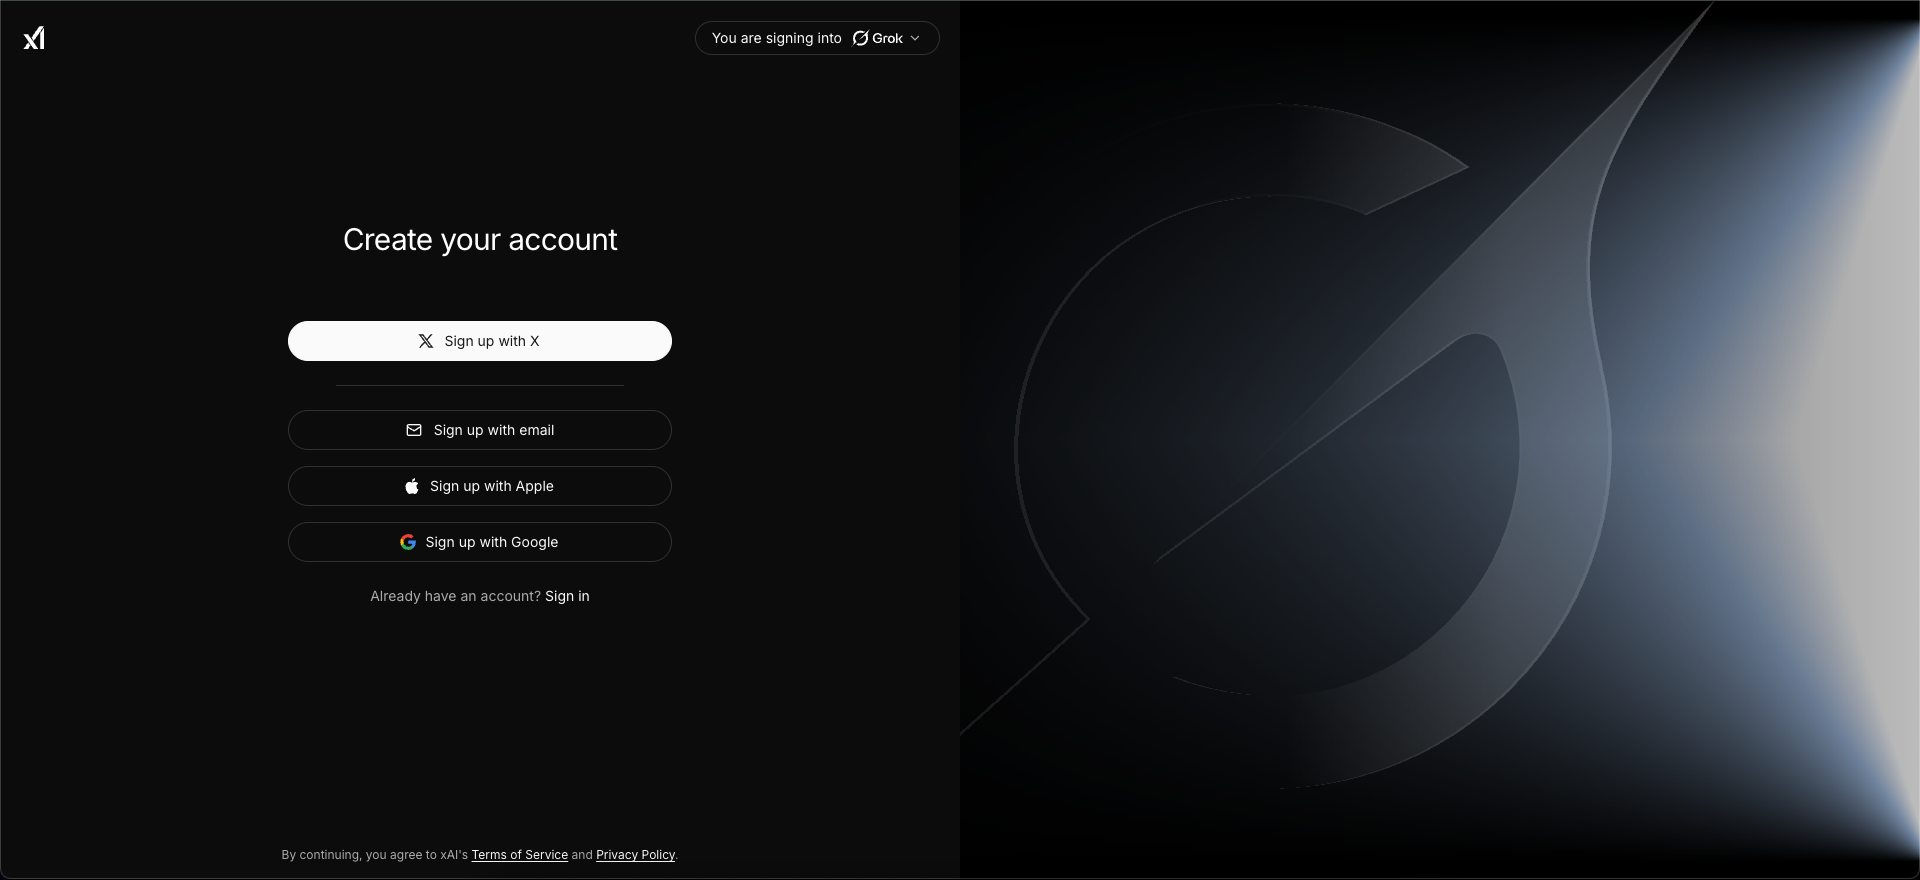 xI
You are signing into Grok
Create your account
Sign up with X
Sign up with email
Sign up with Apple
Sign up with Google
Already have an account? Sign in
By continuing, you agree to xAI's Terms of Service and Privacy Policy.